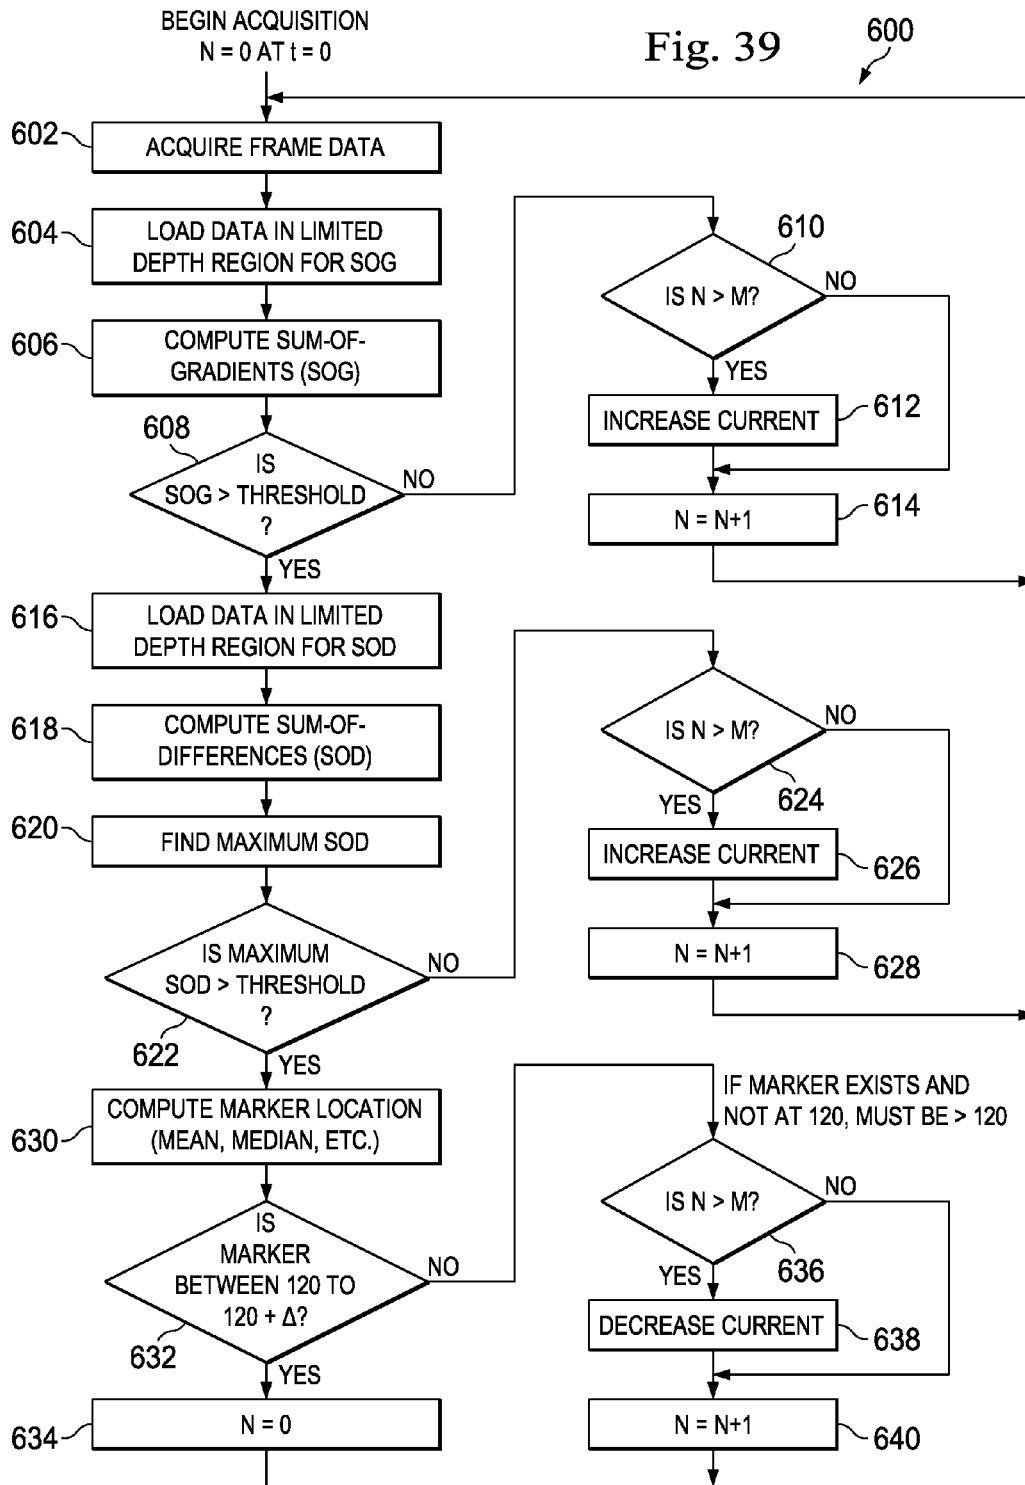 BEGIN ACQUISITION
N = 0 AT t = 0
Fig. 39
600
602
ACQUIRE FRAME DATA
604
LOAD DATA IN LIMITED
DEPTH REGION FOR SOG
606
COMPUTE SUM-OF-
GRADIENTS (SOG)
608
IS
SOG > THRESHOLD
?
NO
YES
610
IS N > M?
NO
YES
INCREASE CURRENT
612
N = N+1
614
616
LOAD DATA IN LIMITED
DEPTH REGION FOR SOD
618
COMPUTE SUM-OF-
DIFFERENCES (SOD)
620
FIND MAXIMUM SOD
IS MAXIMUM
SOD > THRESHOLD
?
622
NO
YES
IS N > M?
NO
624
YES
INCREASE CURRENT
626
N = N+1
628
630
COMPUTE MARKER LOCATION
(MEAN, MEDIAN, ETC.)
IS
MARKER
BETWEEN 120 TO
120 + Δ?
632
NO
YES
634
N = 0
IF MARKER EXISTS AND
NOT AT 120, MUST BE > 120
IS N > M?
NO
636
YES
DECREASE CURRENT
638
N = N+1
640